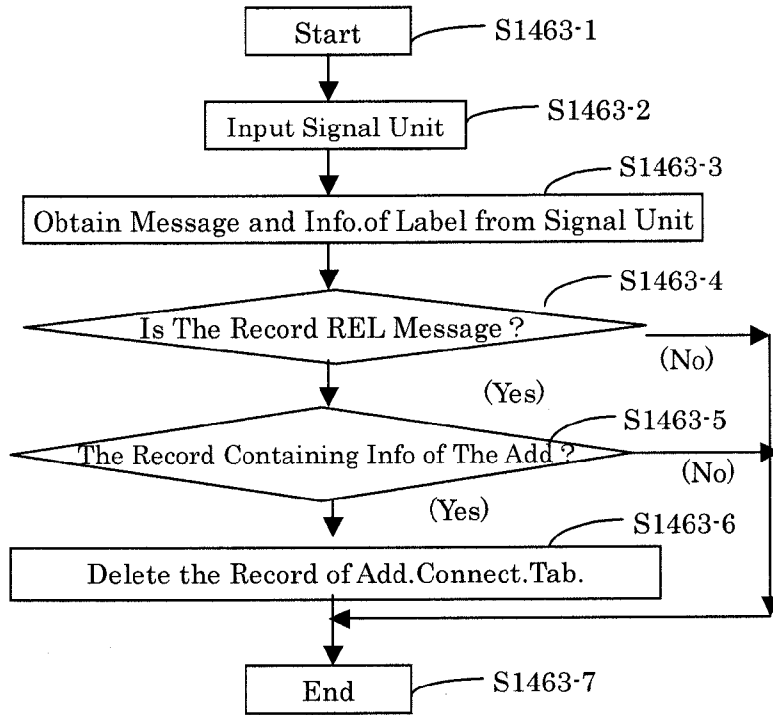 Start
S1463-1
Input Signal Unit
S1463-2
S1463-3
Obtain Message and Info.of Label from Signal Unit
S1463-4
Is The Record REL Message ?
(No)
(Yes)
S1463-5
The Record Containing Info of The Add ?
(No)
(Yes)
S1463-6
Delete the Record of Add.Connect.Tab.
End
S1463-7